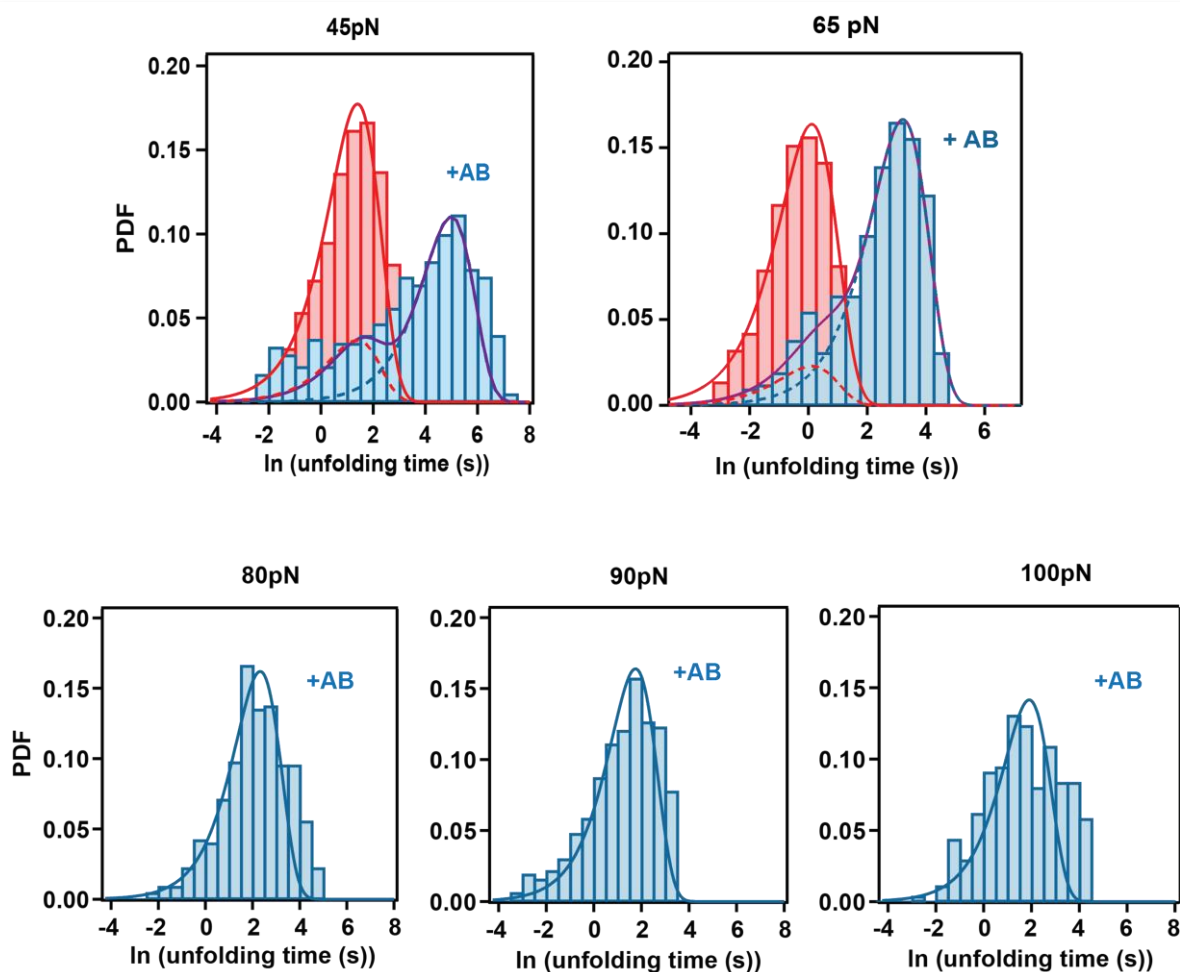 45pN
65 pN
0.20
0.15
0.10
0.05
0.00
PDF
+AB
-4 -2 0 2 4 6 8
ln (unfolding time (s))
0.20
0.15
0.10
0.05
0.00
+ AB
-4 -2 0 2 4 6
ln (unfolding time (s))
80pN
90pN
100pN
0.20
0.15
0.10
0.05
0.00
PDF
+AB
-4 -2 0 2 4 6 8
ln (unfolding time (s))
0.20
0.15
0.10
0.05
0.00
+AB
-4 -2 0 2 4 6 8
ln (unfolding time (s))
0.20
0.15
0.10
0.05
0.00
+AB
-4 -2 0 2 4 6 8
ln (unfolding time (s))